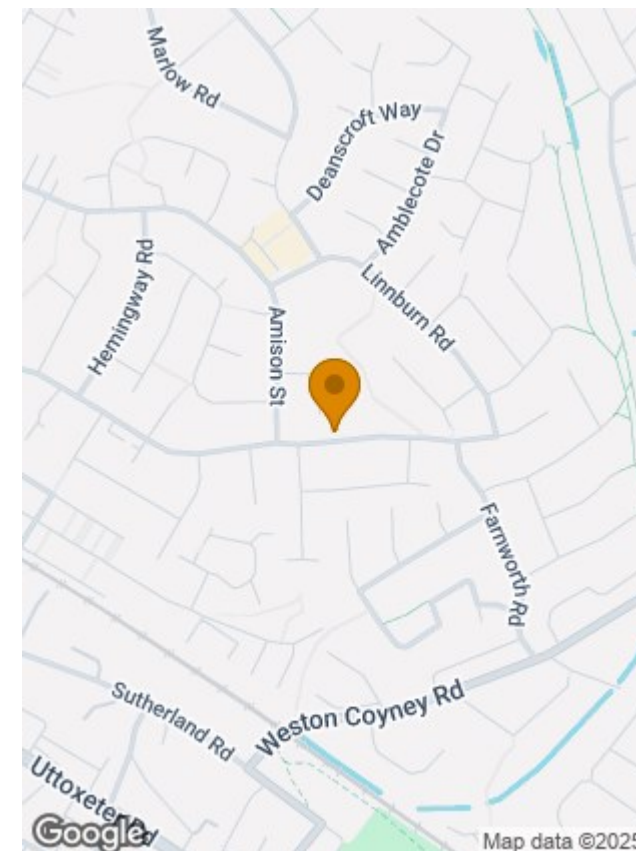 Marlow Rd
Deanscroft Way
Amblecote Dr
Hemingway Rd
Linnburn Rd
Amison St
Farnworth Rd
Weston Coyney Rd
Sutherland Rd
Uttoxeter Rd
Google
Map data ©2025